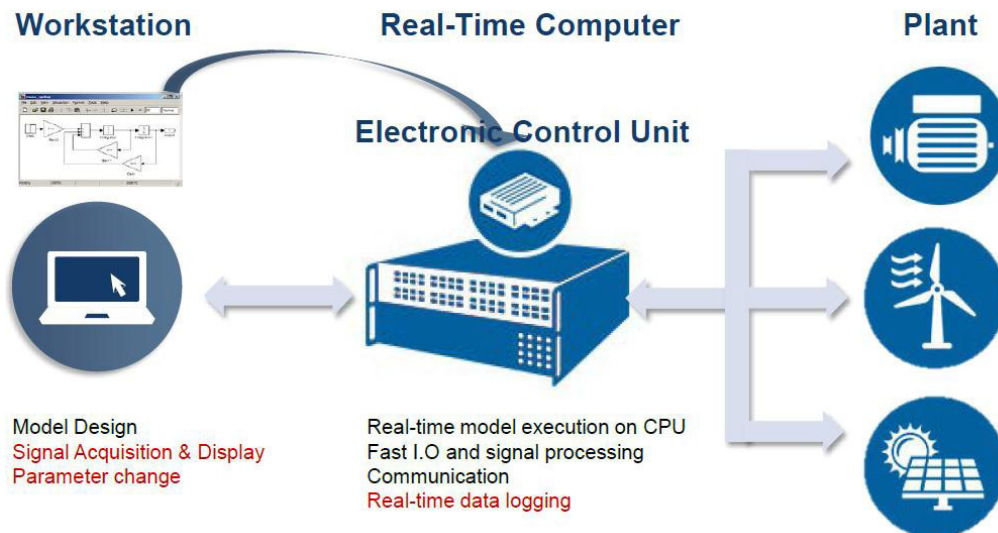 Workstation
Real-Time Computer
Plant
Electronic Control Unit
Model Design
Signal Acquisition & Display
Parameter change
Real-time model execution on CPU
Fast I.O and signal processing
Communication
Real-time data logging